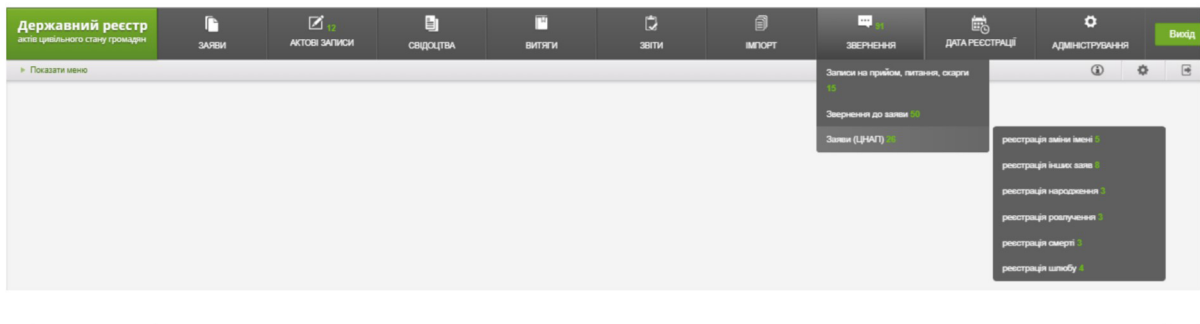 Державний реєстр
актів цивільного стану громадян
ЗАЯВИ
12
АКТОВІ ЗАПИСИ
СВІДОЦТВА
ВИТЯГИ
ЗВІТИ
ІМПОРТ
91
ЗВЕРНЕННЯ
ДАТА РЕЄСТРАЦІЇ
АДМІНІСТРУВАННЯ
Вихід
Показати меню
Записи на прийом, питання, скарги
15
Звернення до заяви 50
Заяви (ЦНАП) 26
реєстрація зміни імені 5
реєстрація інших заяв 8
реєстрація народження 3
реєстрація розлучення 3
реєстрація смерті 3
реєстрація шлюбу 4